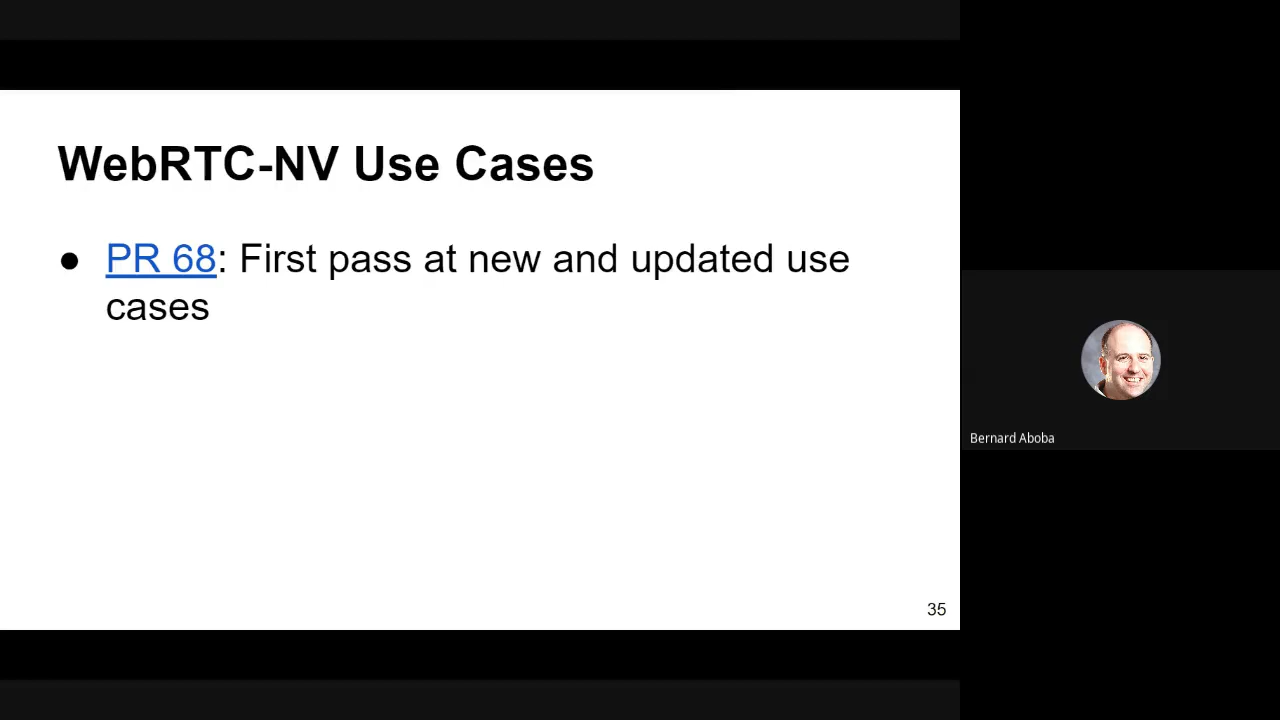 WebRTC-NV Use Cases
● PR 68: First pass at new and updated use
cases
Bernard Aboba
35